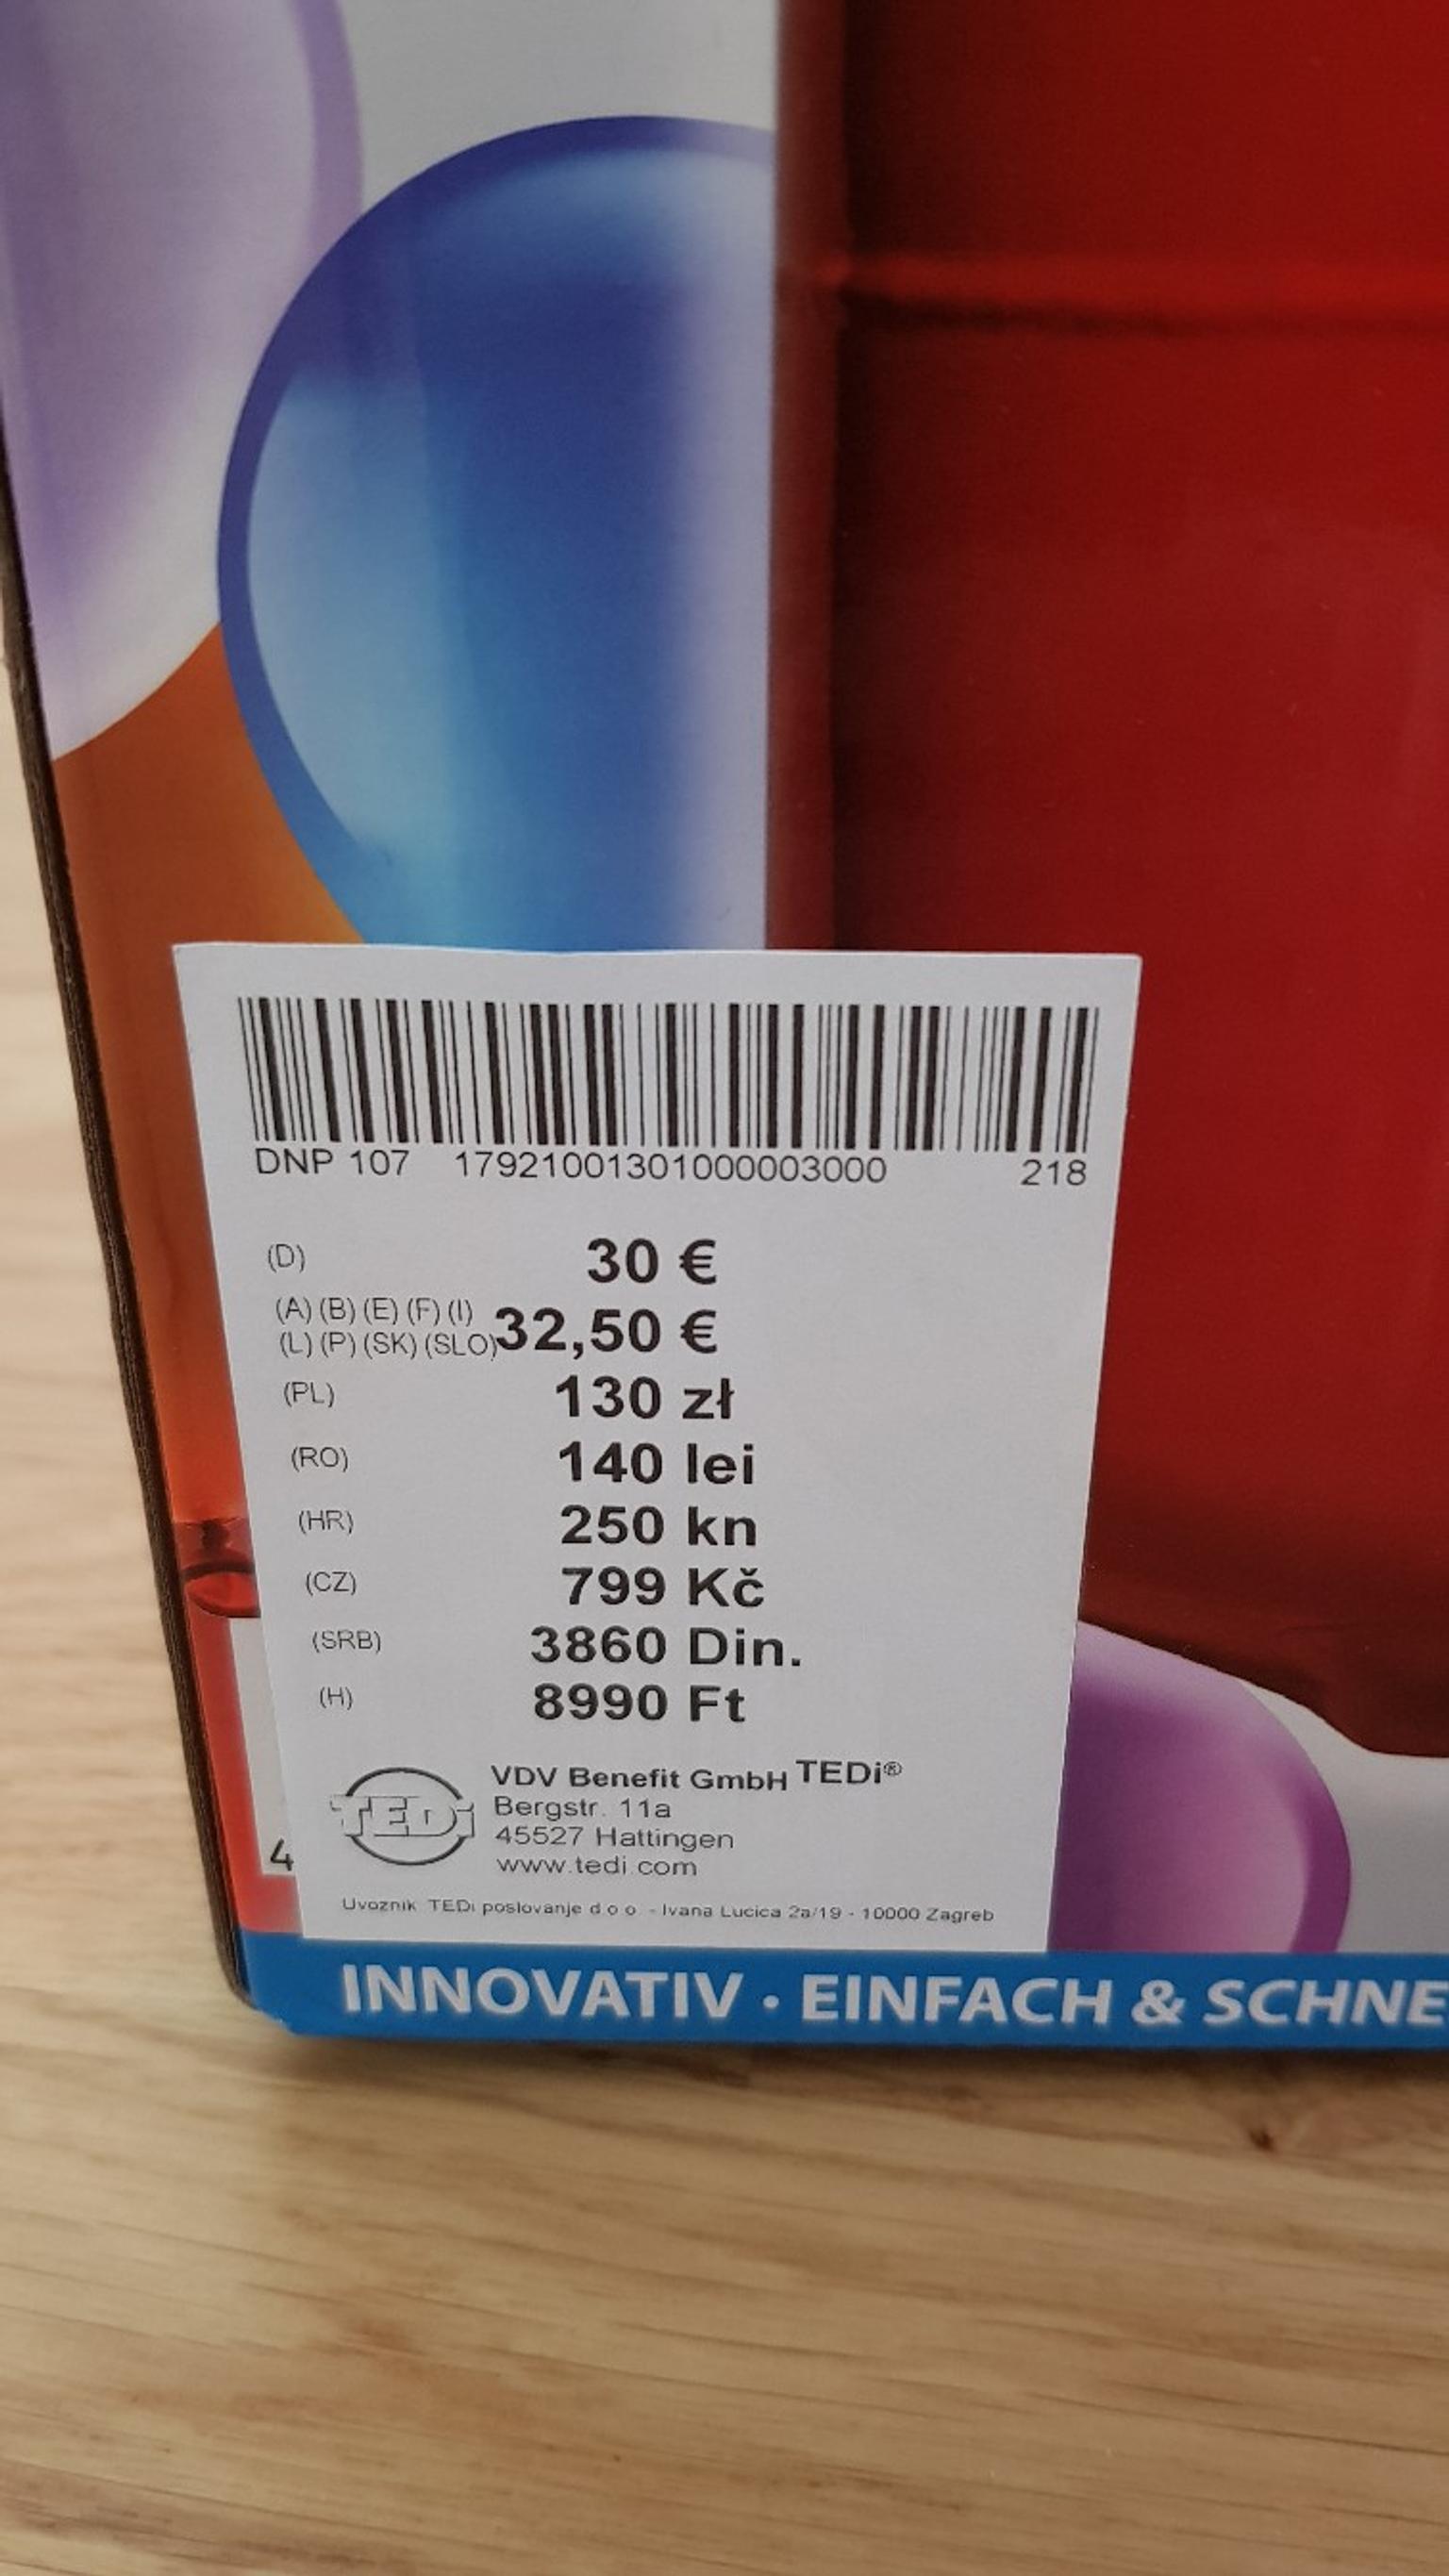 DNP 107 17921001301000003000 218
(D) 30 €
(A) (B) (E) (F) (I)
(L) (P) (SK) (SLO) 32,50 €
(PL) 130 zł
(RO) 140 lei
(HR) 250 kn
(CZ) 799 Kč
(SRB) 3860 Din.
(H) 8990 Ft
TEDi
VDV Benefit GmbH TEDi®
Bergstr. 11a
45527 Hattingen
www.tedi.com
4
Uvoznik TEDi poslovanje d o o - Ivana Lucica 2a/19 - 10000 Zagreb
INNOVATIV · EINFACH & SCHNE